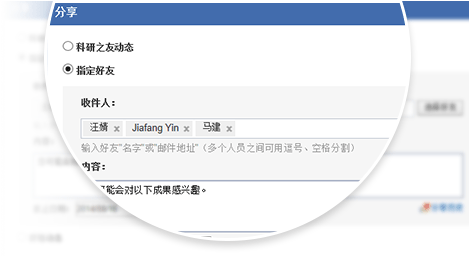 分享
科研之友动态
指定好友
收件人：
汪婧 x Jiafang Yin x 马建 x
输入好友"名字"或"邮件地址"（多个人员之间可用逗号、空格分割）
内容：
可能会对以下成果感兴趣。